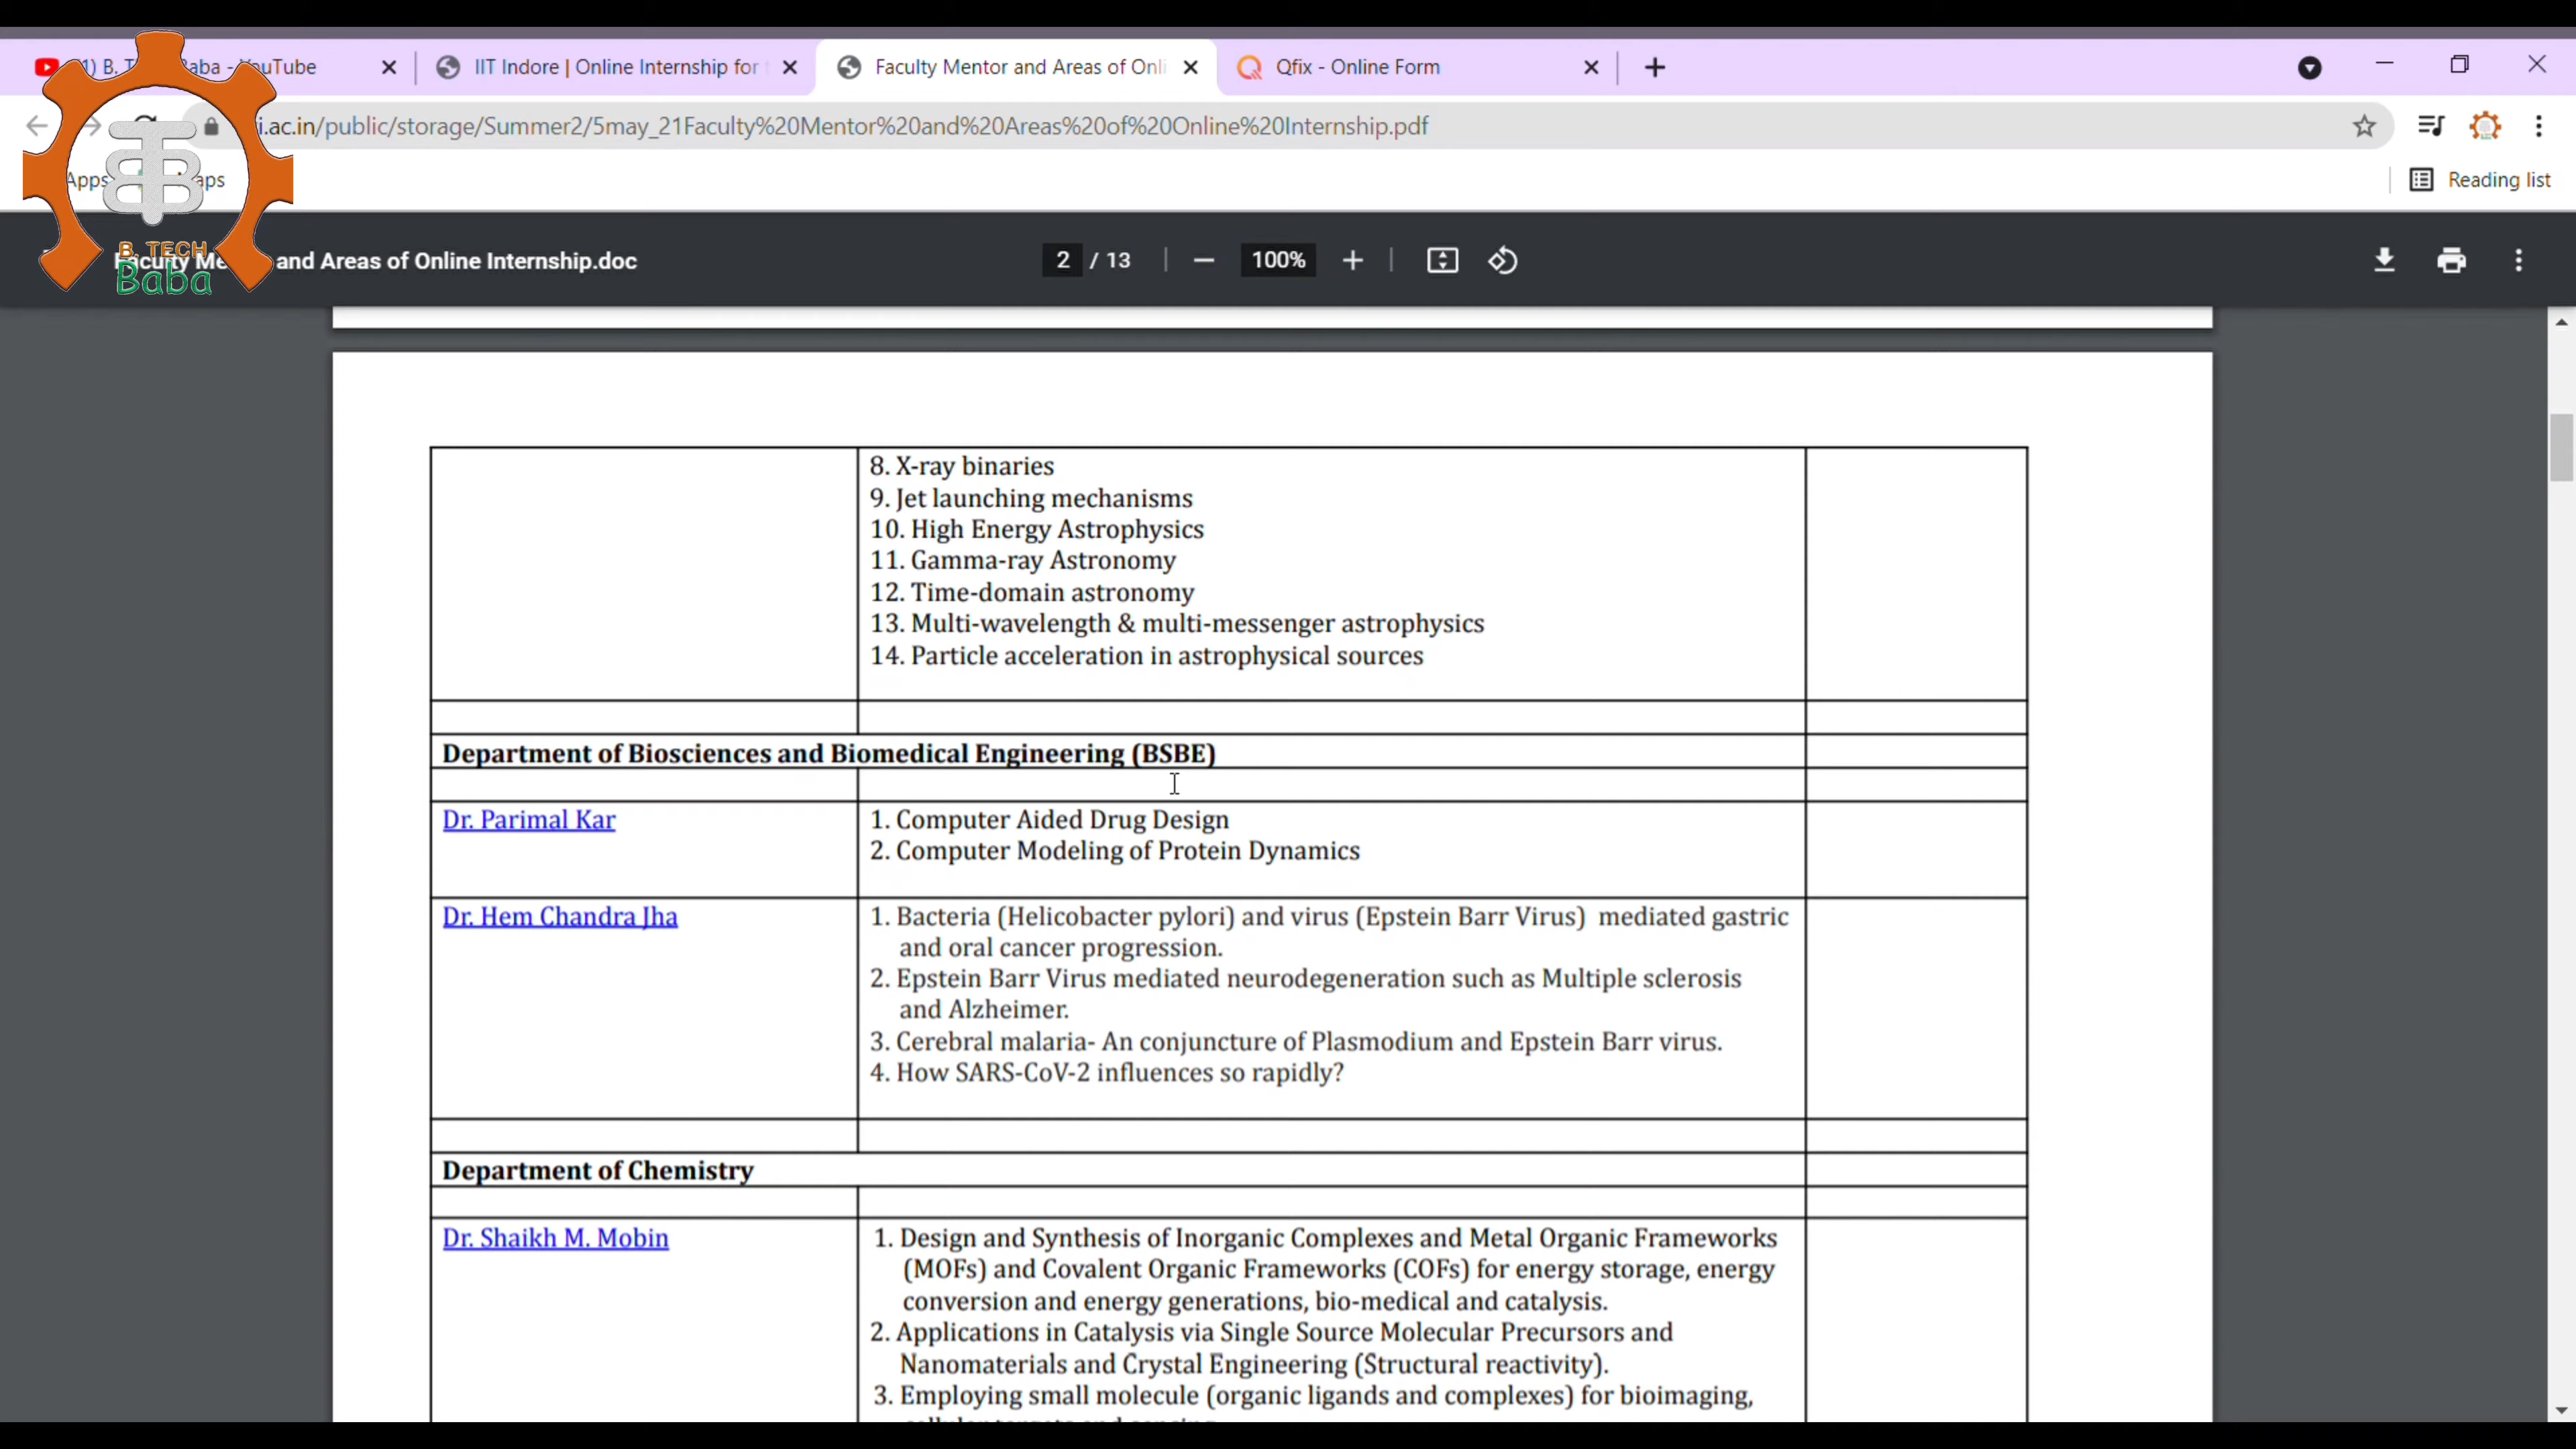 B. Baba - YouTube
IIT Indore | Online Internship for
Faculty Mentor and Areas of Onli
Qfix - Online Form
i.ac.in/public/storage/Summer2/5may_21Faculty%20Mentor%20and%20Areas%20of%20Online%20Internship.pdf
Apps
Reading list
TB
B. TECH
Baba
Faculty Me and Areas of Online Internship.doc
2 / 13
100%
8. X-ray binaries
9. Jet launching mechanisms
10. High Energy Astrophysics
11. Gamma-ray Astronomy
12. Time-domain astronomy
13. Multi-wavelength & multi-messenger astrophysics
14. Particle acceleration in astrophysical sources
Department of Biosciences and Biomedical Engineering (BSBE)
Dr. Parimal Kar
1. Computer Aided Drug Design
2. Computer Modeling of Protein Dynamics
Dr. Hem Chandra Jha
1. Bacteria (Helicobacter pylori) and virus (Epstein Barr Virus) mediated gastric
and oral cancer progression.
2. Epstein Barr Virus mediated neurodegeneration such as Multiple sclerosis
and Alzheimer.
3. Cerebral malaria- An conjuncture of Plasmodium and Epstein Barr virus.
4. How SARS-CoV-2 influences so rapidly?
Department of Chemistry
Dr. Shaikh M. Mobin
1. Design and Synthesis of Inorganic Complexes and Metal Organic Frameworks
(MOFs) and Covalent Organic Frameworks (COFs) for energy storage, energy
conversion and energy generations, bio-medical and catalysis.
2. Applications in Catalysis via Single Source Molecular Precursors and
Nanomaterials and Crystal Engineering (Structural reactivity).
3. Employing small molecule (organic ligands and complexes) for bioimaging,